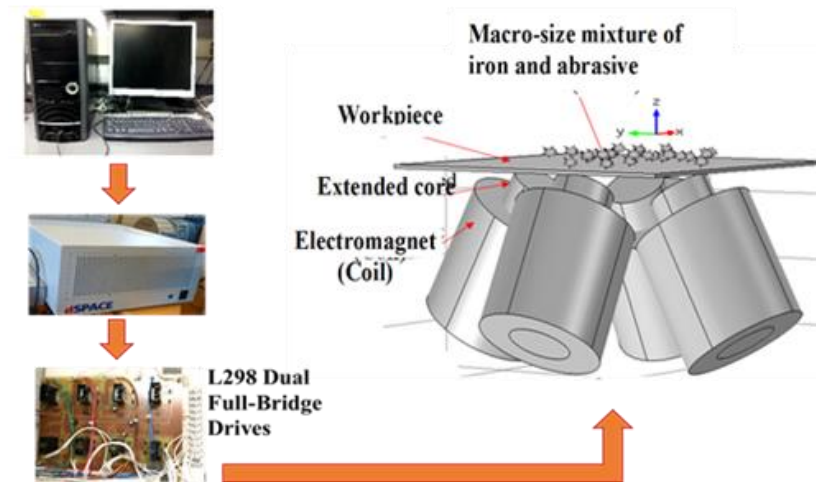 Macro-size mixture of
iron and abrasive
Workpiece
Extended core
Electromagnet
(Coil)
z
y
x
dSPACE
L298 Dual
Full-Bridge
Drives